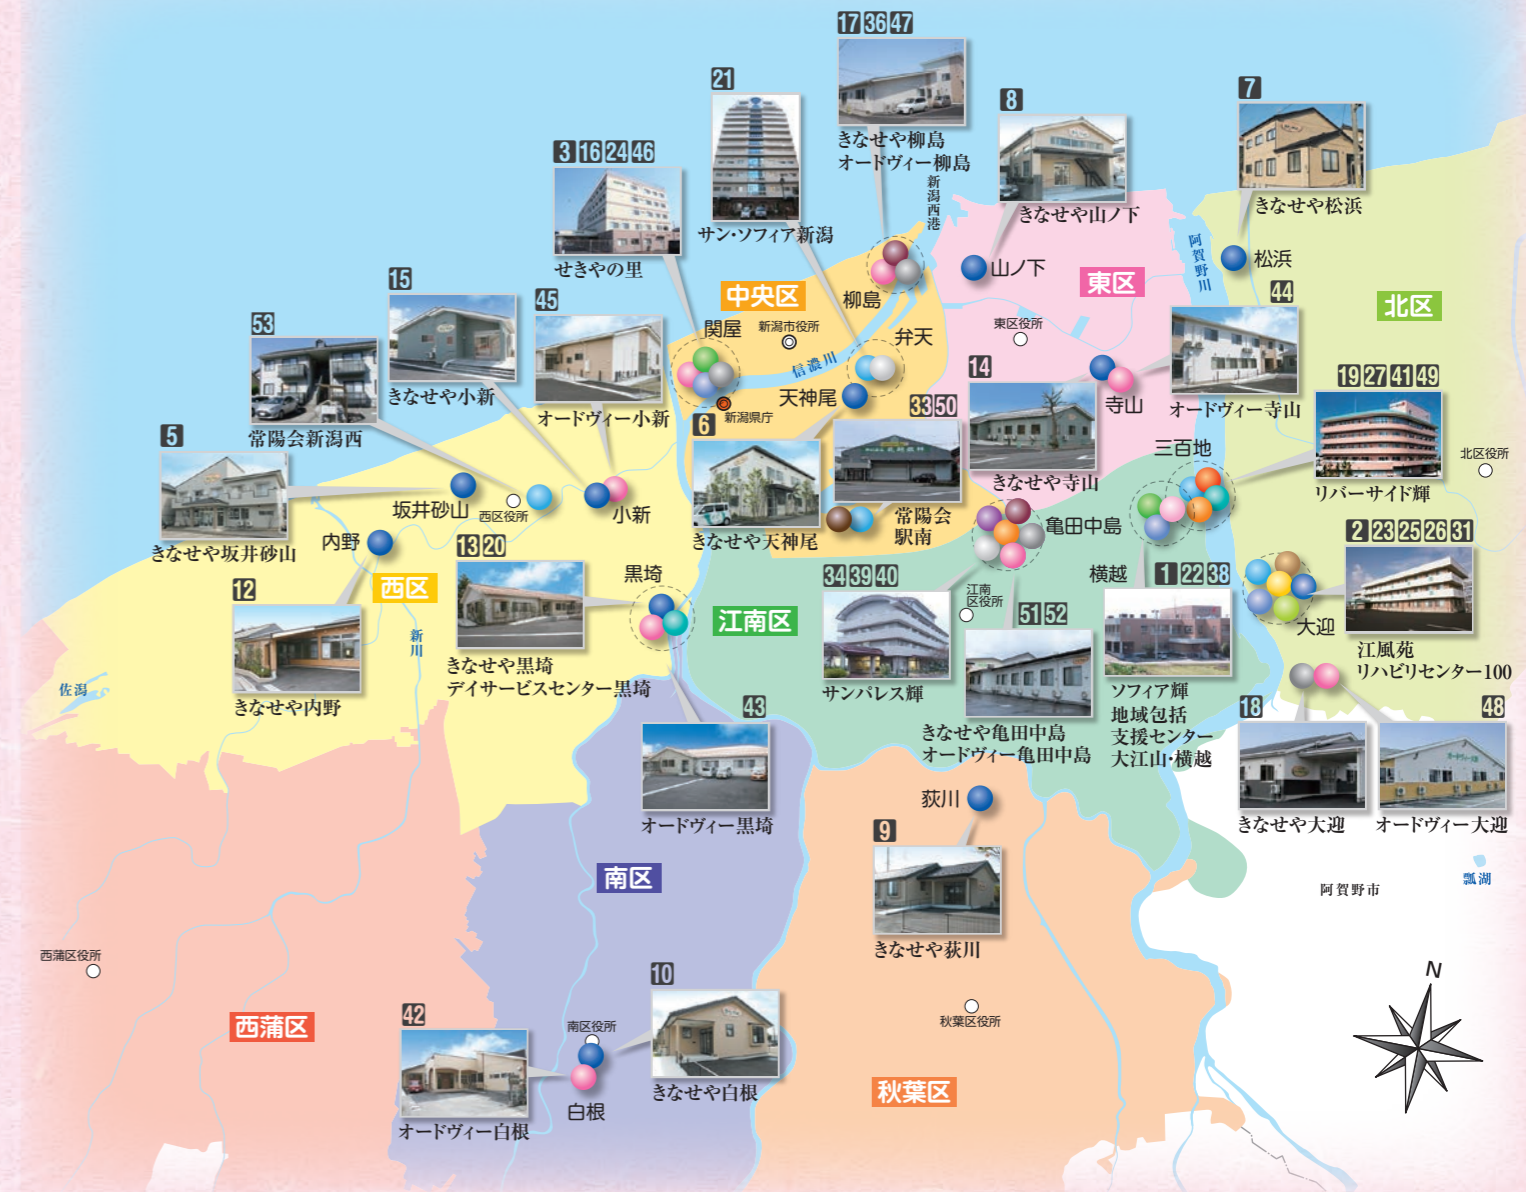 17 36 47
きなせや柳島
オードヴィー柳島
21
サン・ソフィア新潟
8
きなせや山ノ下
7
きなせや松浜
3 16 24 46
せきやの里
15
きなせや小新
45
オードヴィー小新
53
常陽会新潟西
5
きなせや坂井砂山
新潟西港
阿賀野川
山ノ下
松浜
東区
北区
中央区
柳島
関屋
新潟市役所
東区役所
弁天
信濃川
天神尾
新潟県庁
44
オードヴィー寺山
14
きなせや寺山
寺山
19 27 41 49
リバーサイド輝
三百地
北区役所
6
きなせや天神尾
33 50
常陽会
駅南
坂井砂山
西区役所
小新
内野
亀田中島
横越
西区
12
きなせや内野
13 20
きなせや黒埼
デイサービスセンター黒埼
黒埼
江南区
新川
佐潟
34 39 40
サンパレス輝
江南
区役所
51 52
きなせや亀田中島
オードヴィー亀田中島
1 22 38
ソフィア輝
地域包括
支援センター
大江山・横越
2 23 25 26 31
江風苑
リハビリセンター100
大迎
18
きなせや大迎
48
オードヴィー大迎
43
オードヴィー黒埼
荻川
9
きなせや荻川
南区
阿賀野市
瓢湖
西蒲区役所
西蒲区
10
きなせや白根
42
オードヴィー白根
南区役所
白根
秋葉区役所
秋葉区
N